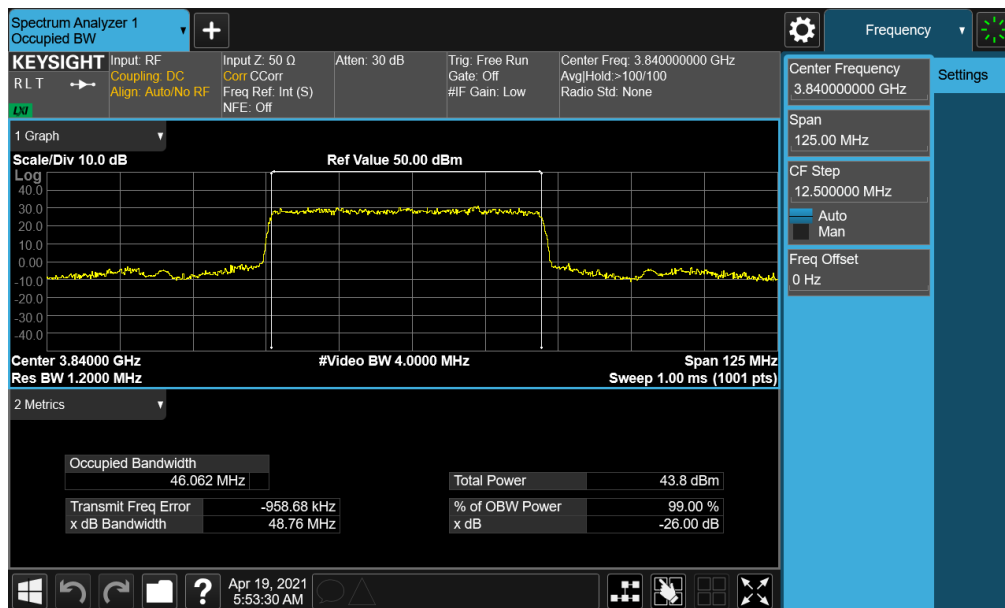 Spectrum Analyzer 1
Occupied BW
+
Frequency
KEYSIGHT
R L T
LXI
Input: RF
Coupling: DC
Align: Auto/No RF
Input Z: 50 Ω
Corr CCorr
Freq Ref: Int (S)
NFE: Off
Atten: 30 dB
Trig: Free Run
Gate: Off
#IF Gain: Low
Center Freq: 3.840000000 GHz
Avg|Hold:>100/100
Radio Std: None
Center Frequency
3.840000000 GHz
Settings
Span
125.00 MHz
CF Step
12.500000 MHz
Auto
Man
Freq Offset
0 Hz
1 Graph
Scale/Div 10.0 dB
Ref Value 50.00 dBm
Log
40.0
30.0
20.0
10.0
0.00
-10.0
-20.0
-30.0
-40.0
Center 3.84000 GHz
#Video BW 4.0000 MHz
Span 125 MHz
Res BW 1.2000 MHz
Sweep 1.00 ms (1001 pts)
2 Metrics
Occupied Bandwidth
46.062 MHz
Total Power 43.8 dBm
Transmit Freq Error -958.68 kHz
% of OBW Power 99.00 %
x dB Bandwidth 48.76 MHz
x dB -26.00 dB
?
Apr 19, 2021
5:53:30 AM